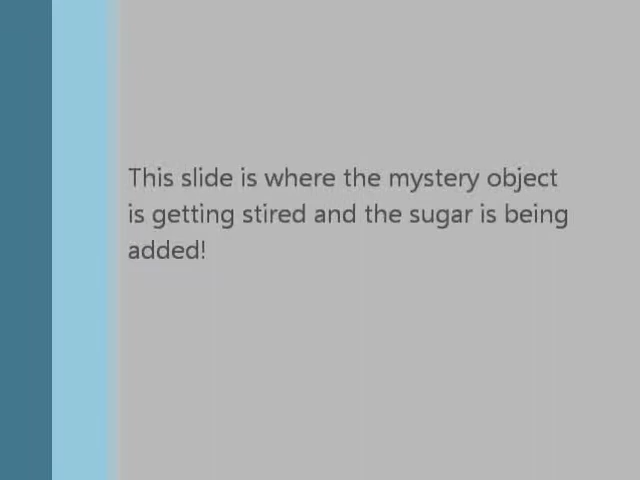 This slide is where the mystery object
is getting stired and the sugar is being
added!